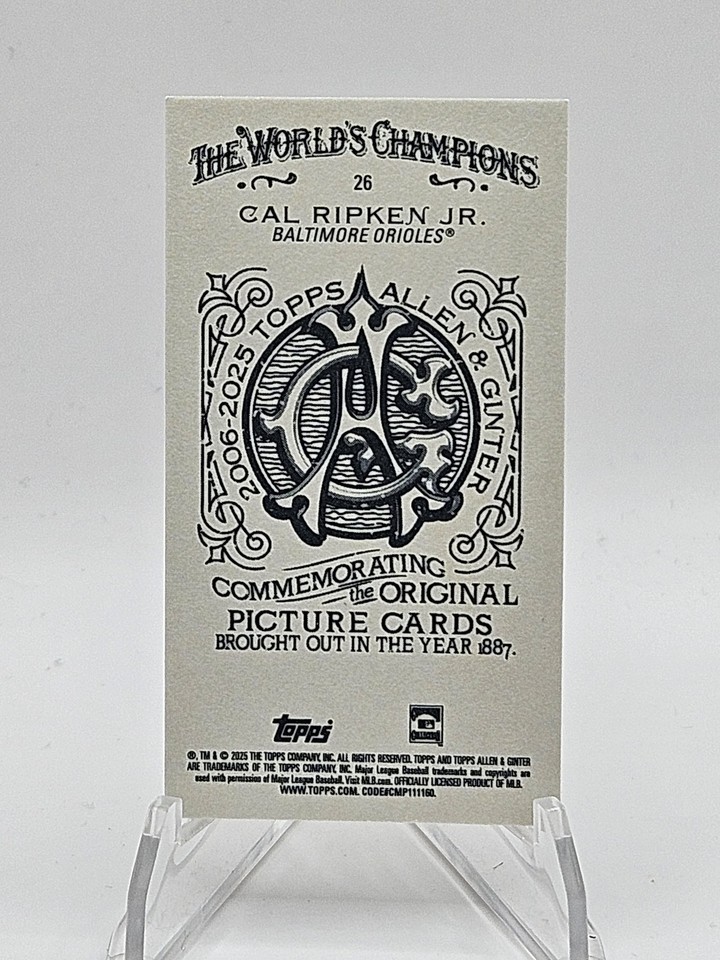 THE WORLD'S CHAMPIONS
26
CAL RIPKEN JR.
BALTIMORE ORIOLES®
2006-2025 TOPPS ALLEN & GINTER
COMMEMORATING
the ORIGINAL
PICTURE CARDS
BROUGHT OUT IN THE YEAR 1887.
topps
®, TM & © 2025 THE TOPPS COMPANY, INC. ALL RIGHTS RESERVED. TOPPS AND TOPPS ALLEN & GINTER
ARE TRADEMARKS OF THE TOPPS COMPANY, INC. Major League Baseball trademarks and copyrights are
used with permission of Major League Baseball. Visit MLB.com. OFFICIALLY LICENSED PRODUCT OF MLB.
WWW.TOPPS.COM. CODE#CMP111160.